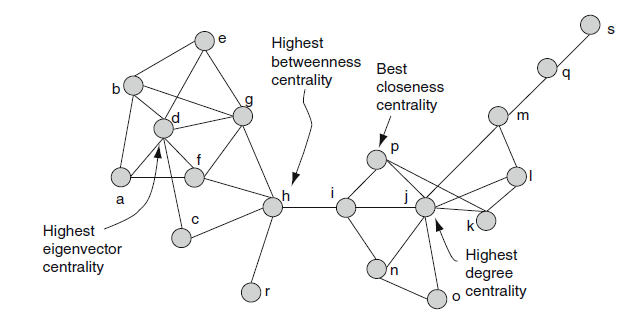 s
e
Highest
betweenness
centrality
Best
closeness
centrality
q
b
g
d
m
p
f
l
a
h
i
j
c
k
Highest
eigenvector
centrality
Highest
degree
centrality
n
r
o